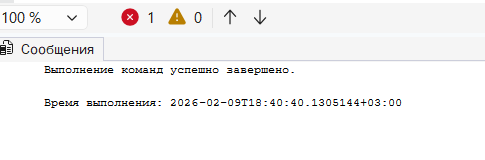 100 % 1 0
Сообщения
Выполнение команд успешно завершено.
Время выполнения: 2026-02-09T18:40:40.1305144+03:00